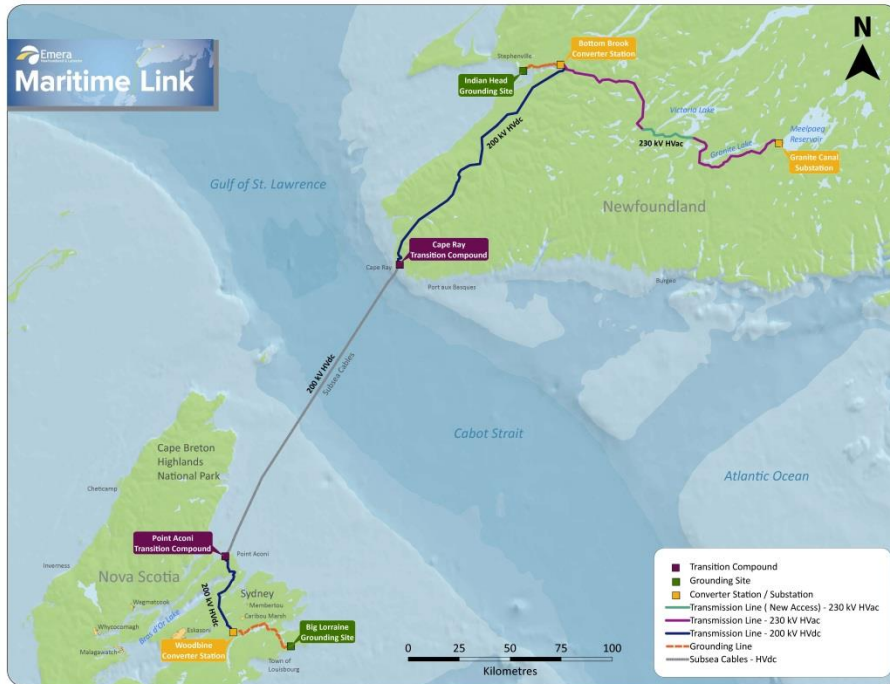 Emera
Maritime Link
N
Stephenville
Bottom Brook
Converter Station
Indian Head
Grounding Site
Victoria Lake
Meelpaeg
Reservoir
200 kV HVdc
230 kV HVac
Granite Lake
Granite Canal
Substation
Gulf of St. Lawrence
Newfoundland
Cape Ray
Transition Compound
Cape Ray
Port aux Basques
Burgeo
200 kV HVdc
Subsea Cables
Cabot Strait
Atlantic Ocean
Cape Breton
Highlands
National Park
Cheticamp
Point Aconi
Transition Compound
Point Aconi
Inverness
Nova Scotia
200 kV HVdc
Sydney
Wagmatcook
Membertou
Caribou Marsh
Whycocomagh
Bras d'Or Lake
Eskasoni
Big Lorraine
Grounding Site
Malagawatch
Woodbine
Converter Station
Town of
Louisbourg
0 20 40 60 80 100
Kilometres
Transition Compound
Grounding Site
Converter Station / Substation
Transmission Line ( New Access) - 230 kV HVac
Transmission Line - 230 kV HVac
Transmission Line - 200 kV HVdc
Grounding Line
Subsea Cables - HVdc